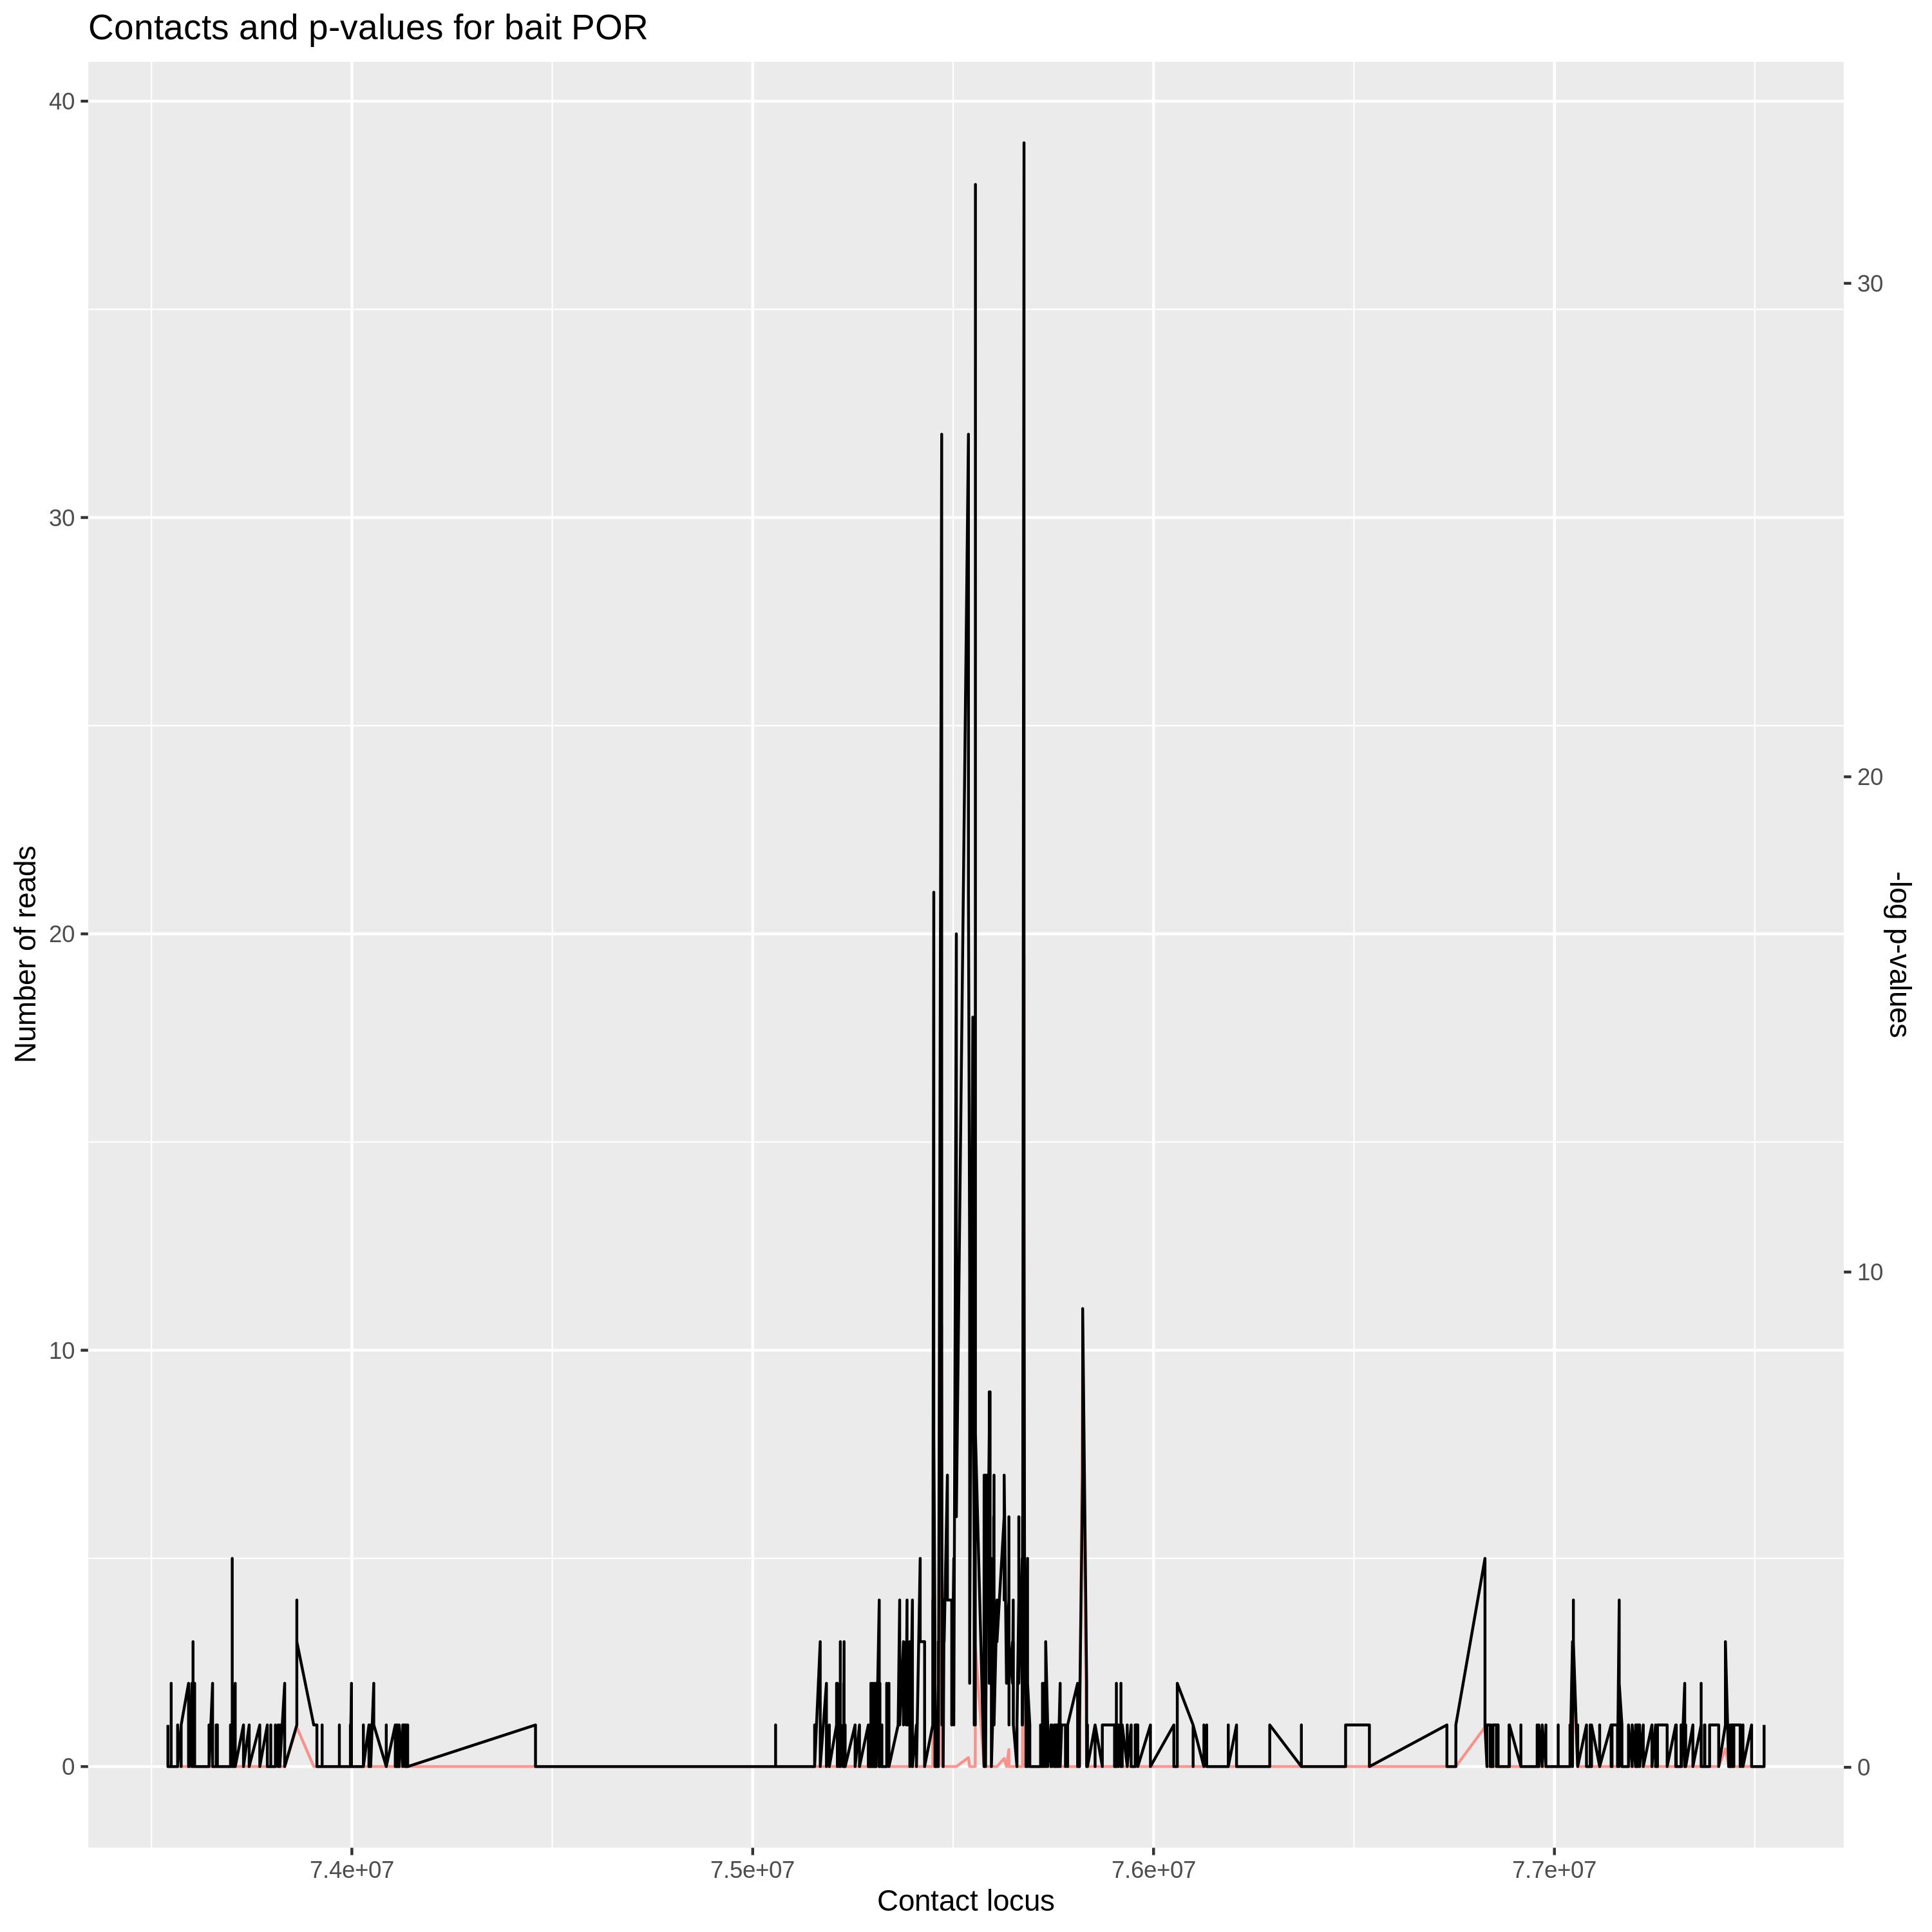 Contacts and p-values for bait POR
40
30
20
10
0
Number of reads
30
20
10
0
-log p-values
7.4e+07 7.5e+07 7.6e+07 7.7e+07
Contact locus